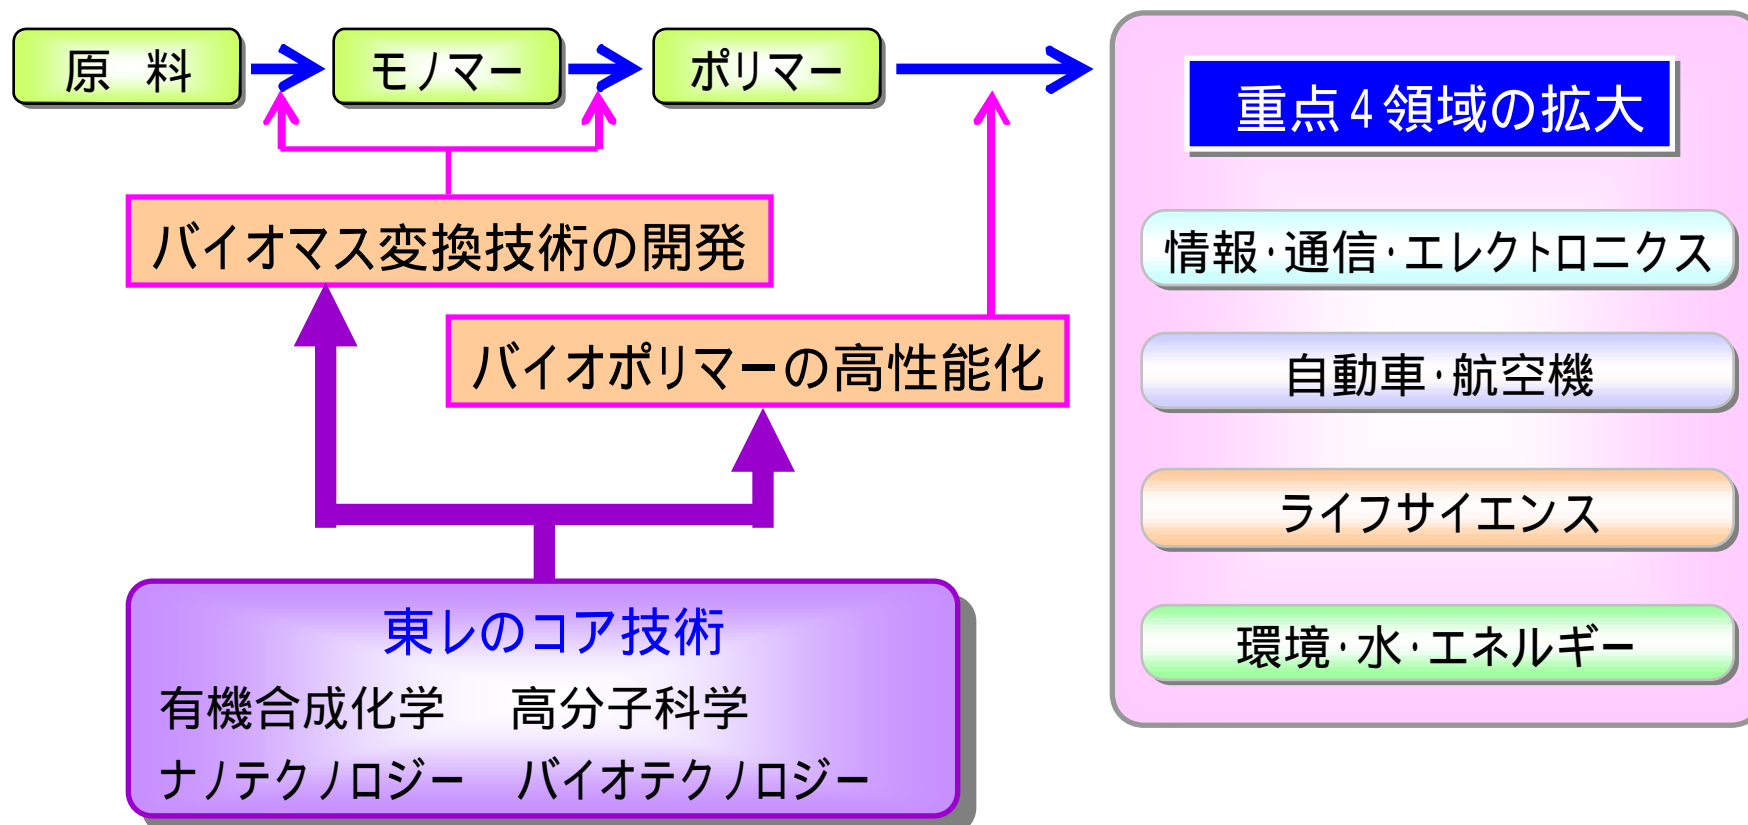 原 料
モノマー
ポリマー
重点4領域の拡大
バイオマス変換技術の開発
情報・通信・エレクトロニクス
バイオポリマーの高性能化
自動車・航空機
ライフサイエンス
東レのコア技術
環境・水・エネルギー
有機合成化学 高分子科学
ナノテクノロジー バイオテクノロジー